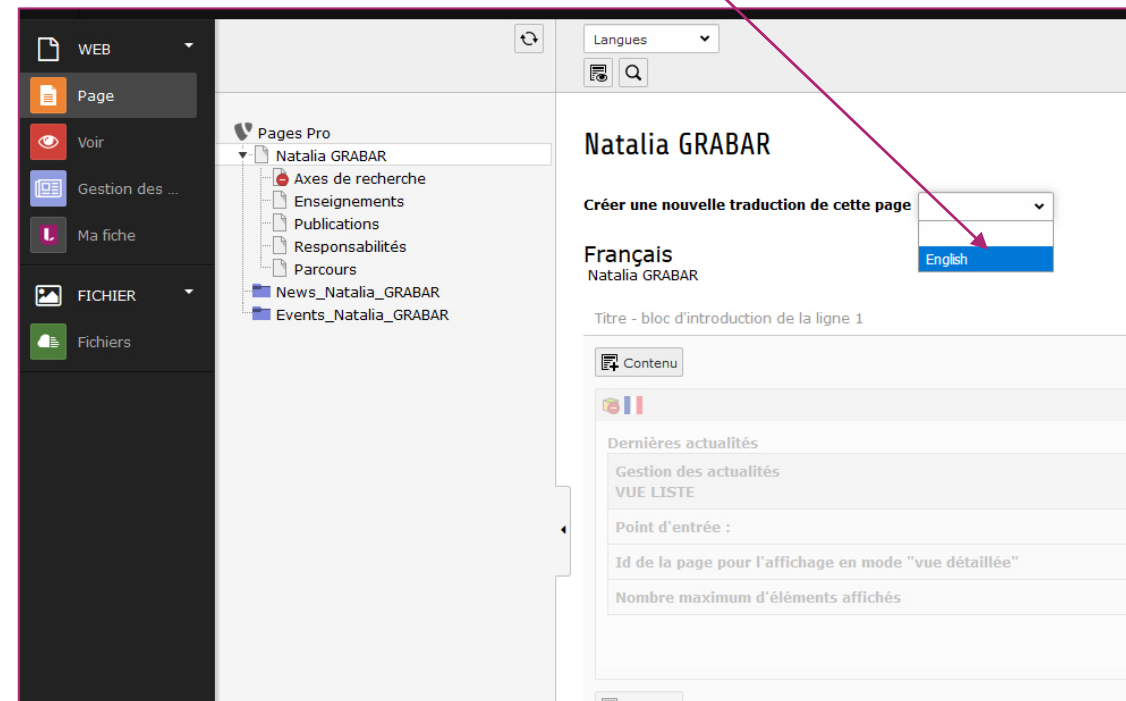 WEB
Page
Voir
Gestion des ...
Ma fiche
FICHIER
Fichiers
Pages Pro
Natalia GRABAR
Axes de recherche
Enseignements
Publications
Responsabilités
Parcours
News_Natalia_GRABAR
Events_Natalia_GRABAR
Langues
Natalia GRABAR
Créer une nouvelle traduction de cette page
English
Français
Natalia GRABAR
Titre - bloc d'introduction de la ligne 1
Contenu
Dernières actualités
Gestion des actualités
VUE LISTE
Point d'entrée :
Id de la page pour l'affichage en mode "vue détaillée"
Nombre maximum d'éléments affichés